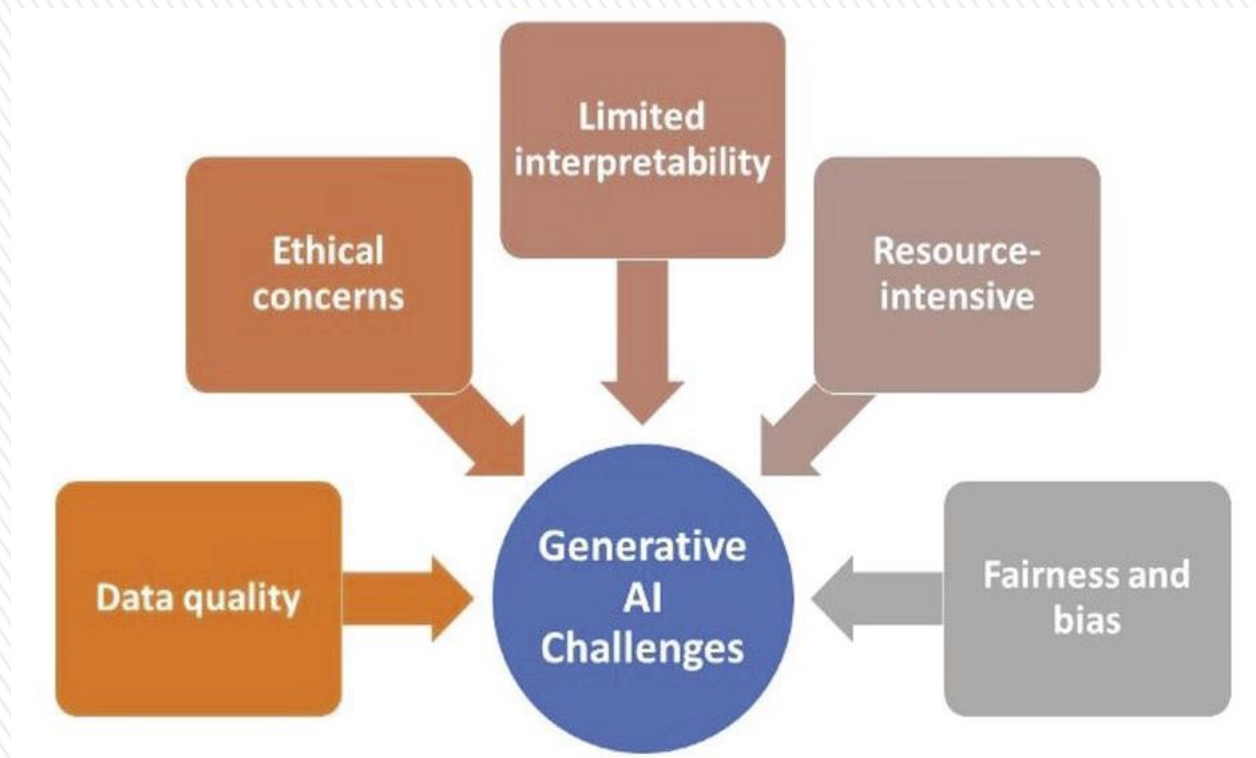 Limited
interpretability
Ethical
concerns
Resource-
intensive
Data quality
Generative
AI
Challenges
Fairness and
bias